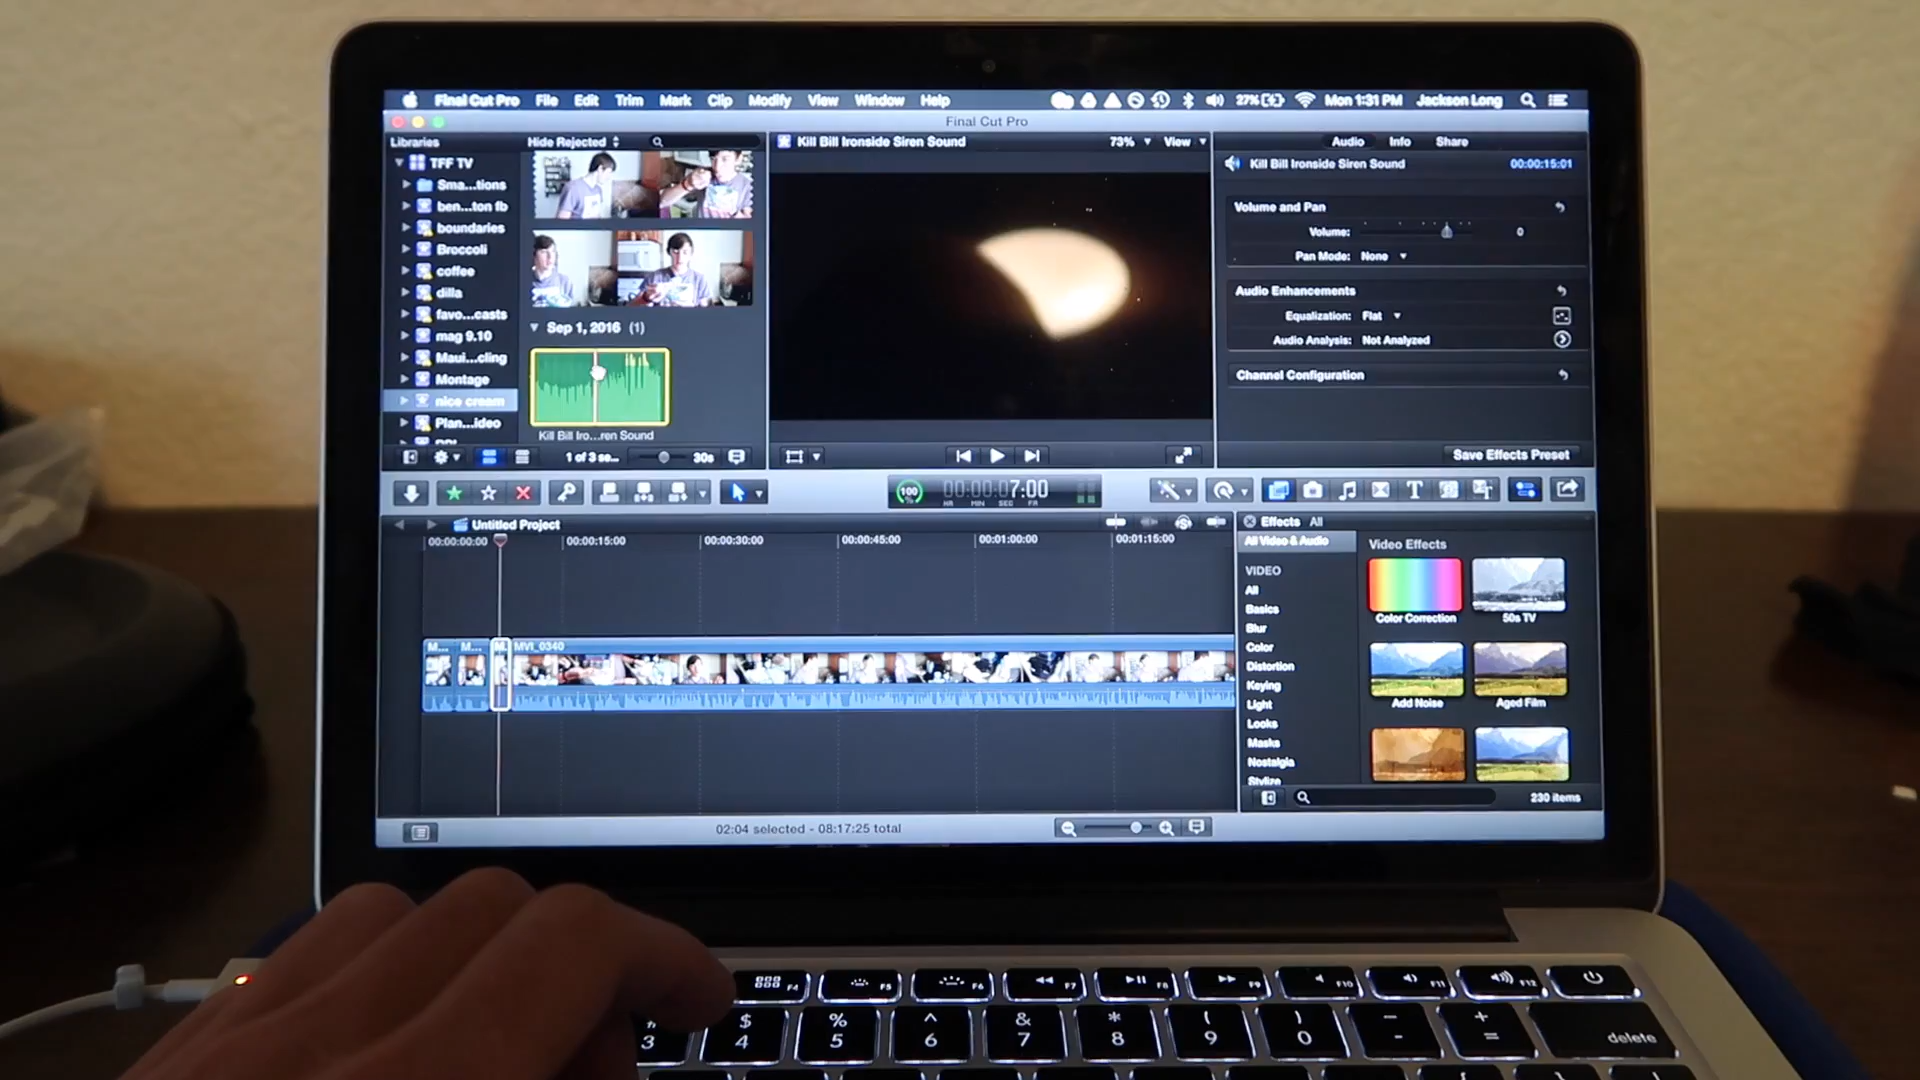 Final Cut Pro File Edit Trim Mark Clip Modify View Window Help 27% Mon 1:31 PM Jackson Long
Final Cut Pro
Libraries
Hide Rejected
TFF TV
Sma...tions
ben...ton fb
boundaries
Broccoli
coffee
dilla
favo...casts
mag 9.10
Maui...cling
Montage
nice cream
Plan...ideo
Sep 1, 2016 (1)
Kill Bill Iro...ren Sound
1 of 3 se...
30s
Kill Bill Ironside Siren Sound
73%
View
Audio Info Share
Kill Bill Ironside Siren Sound 00:00:15:01
Volume and Pan
Volume: 0
Pan Mode: None
Audio Enhancements
Equalization: Flat
Audio Analysis: Not Analyzed
Channel Configuration
Save Effects Preset
100
00:00:07:00
HR MIN SEC FR
Untitled Project
00:00:00:00 00:00:15:00 00:00:30:00 00:00:45:00 00:01:00:00 00:01:15:00
M... M... M. MVI_0340
02:04 selected - 08:17:25 total
Effects All
All Video & Audio
VIDEO
All
Basics
Blur
Color
Distortion
Keying
Light
Looks
Masks
Nostalgia
Stylize
Video Effects
Color Correction
50s TV
Add Noise
Aged Film
230 items
F4 F5 F6 F7 F8 F9 F10 F11 F12
# 3
$ 4
% 5
^ 6
& 7
* 8
( 9
) 0
_ -
+ =
delete